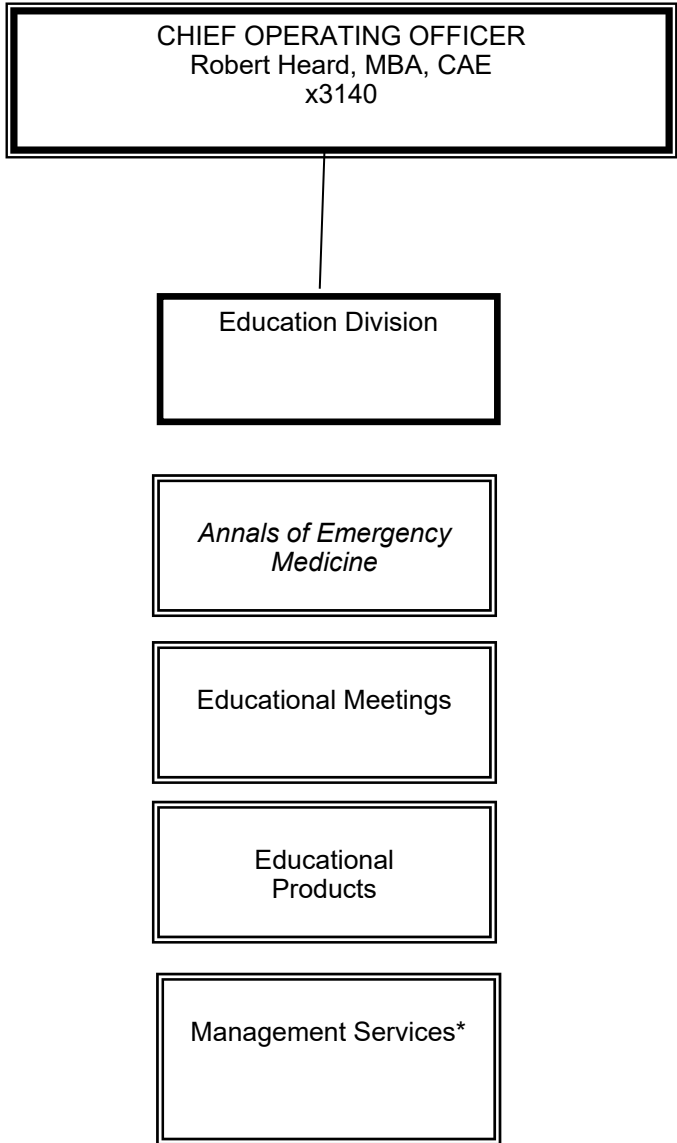 CHIEF OPERATING OFFICER
Robert Heard, MBA, CAE
x3140
Education Division
Annals of Emergency
Medicine
Educational Meetings
Educational
Products
Management Services*